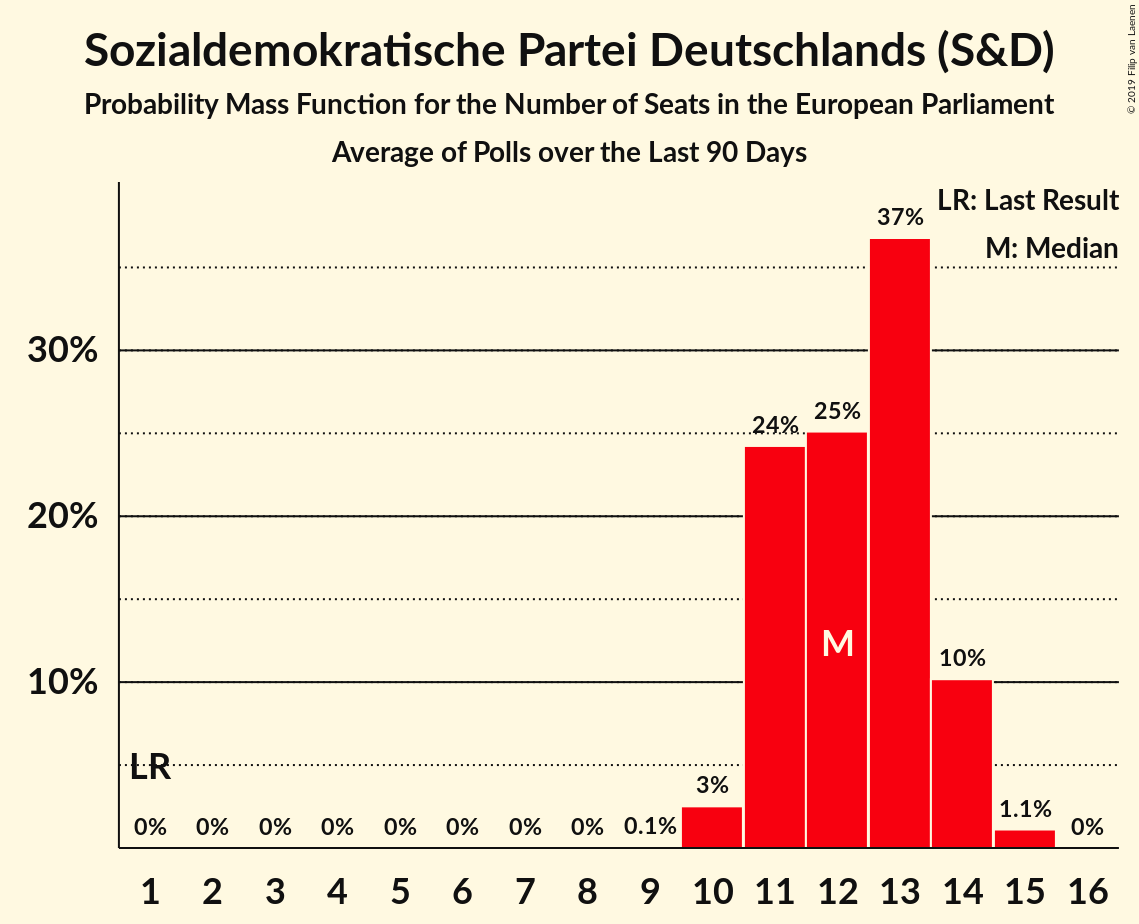 Sozialdemokratische Partei Deutschlands (S&D)
Probability Mass Function for the Number of Seats in the European Parliament
Average of Polls over the Last 90 Days
© 2019 Filip van Laenen
LR: Last Result
M: Median
37%
30%
25%
24%
20%
M
10%
10%
LR
3%
1.1%
0% 0% 0% 0% 0% 0% 0% 0% 0.1% 0%
1 2 3 4 5 6 7 8 9 10 11 12 13 14 15 16